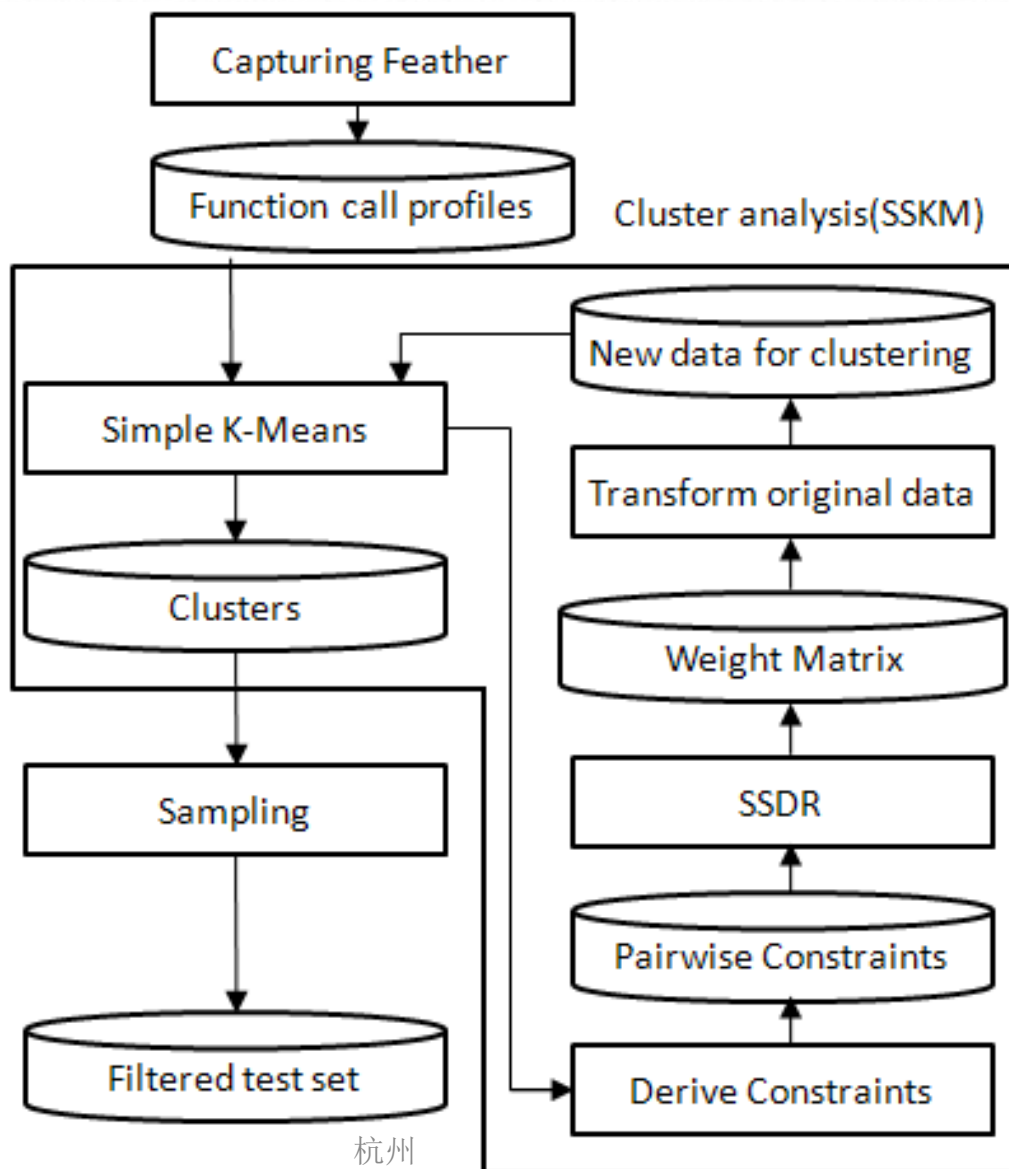 Capturing Feather
Function call profiles
Cluster analysis(SSKM)
New data for clustering
Simple K-Means
Transform original data
Clusters
Weight Matrix
Sampling
SSDR
Pairwise Constraints
Filtered test set
Derive Constraints
杭州